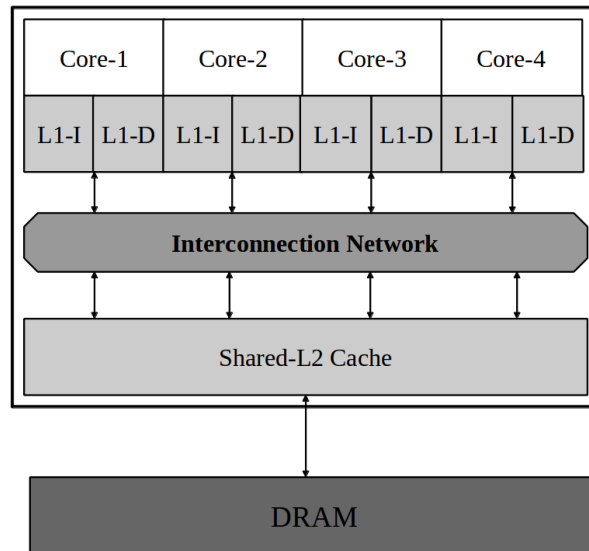 Core-1 Core-2 Core-3 Core-4
L1-I L1-D L1-I L1-D L1-I L1-D L1-I L1-D
Interconnection Network
Shared-L2 Cache
DRAM